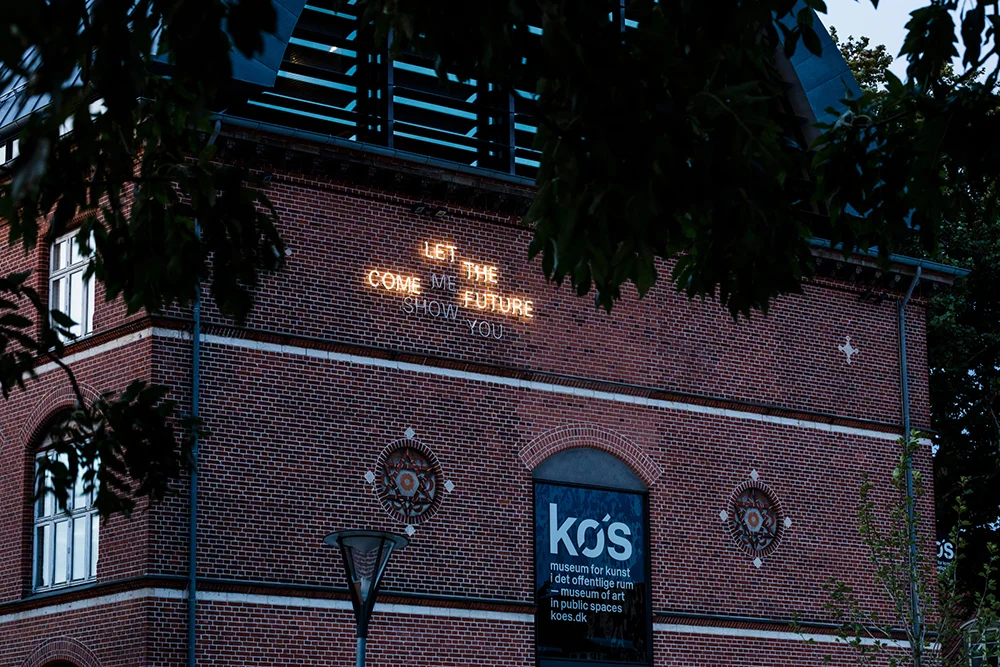 LET
THE
COME ME
FUTURE
SHOW YOU
kø's
museum for kunst
i det offentlige rum
– museum of art
in public spaces
koes.dk
kø's